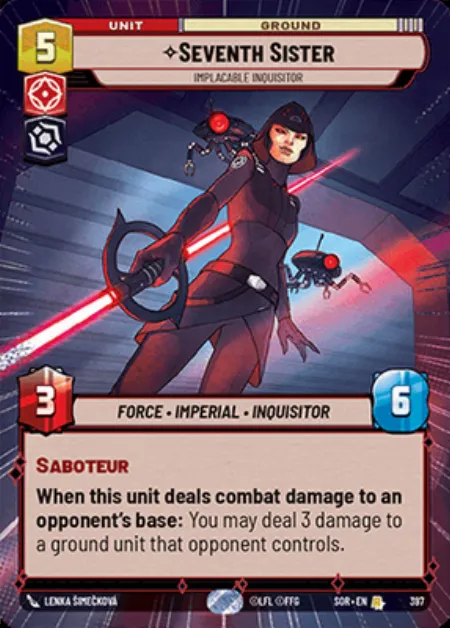 UNIT
GROUND
5
✧SEVENTH SISTER
IMPLACABLE INQUISITOR
3
FORCE • IMPERIAL • INQUISITOR
6
SABOTEUR
When this unit deals combat damage to an
opponent's base: You may deal 3 damage to
a ground unit that opponent controls.
LENKA ŠIMEČKOVÁ
©LFL ©FFG
SOR • EN
397